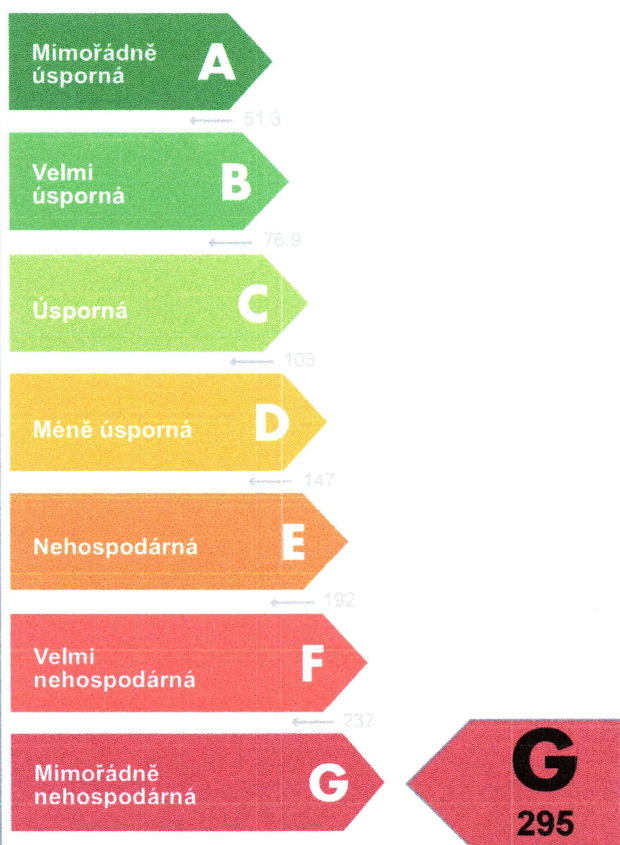 Mimořádně
úsporná
A
51.3
Velmi
úsporná
B
76.9
Úsporná
C
103
Méně úsporná
D
147
Nehospodárná
E
192
Velmi
nehospodárná
F
237
Mimořádně
nehospodárná
G
G
295